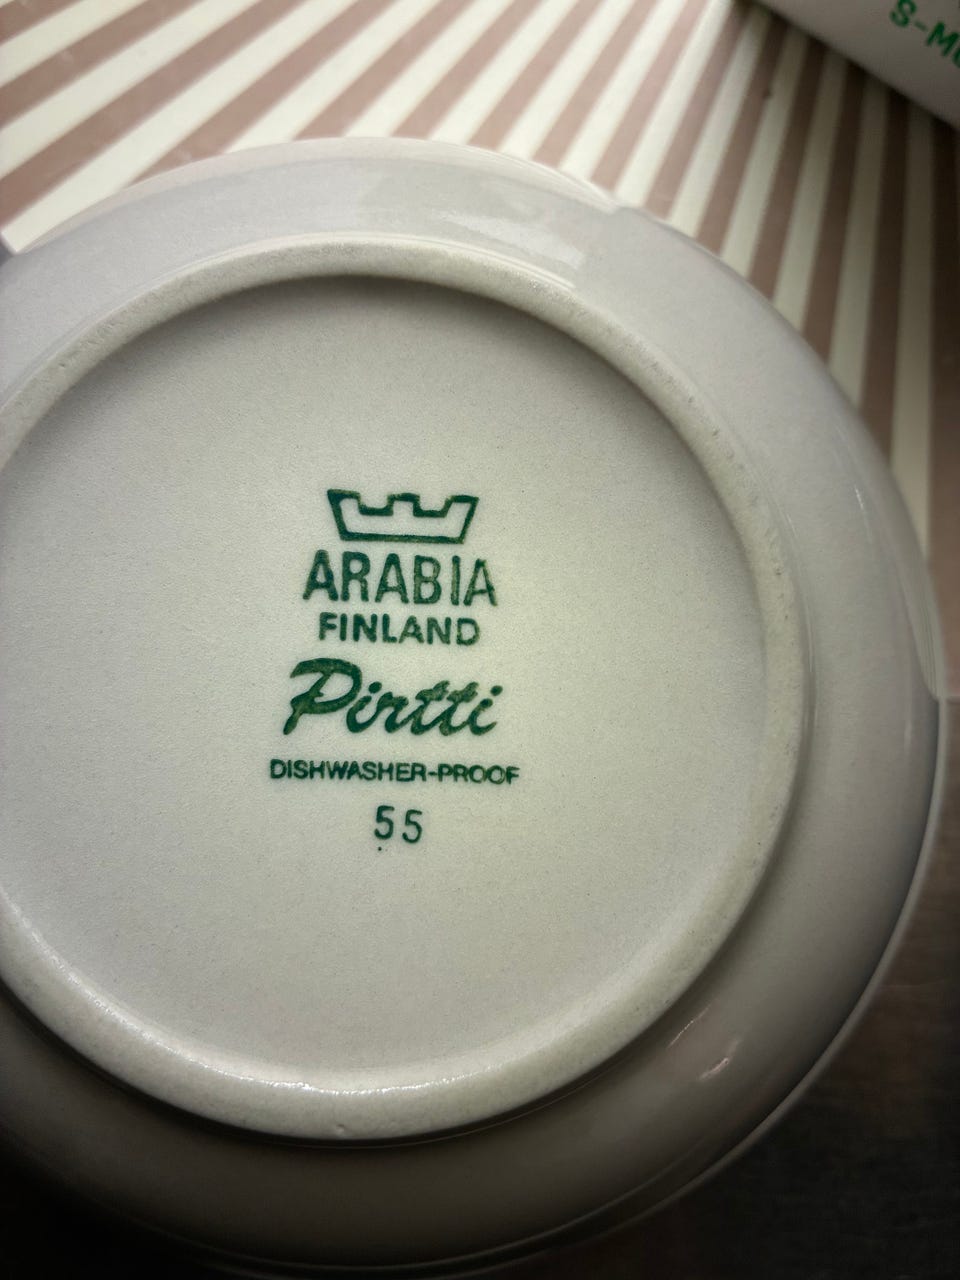 S-M
ARABIA
FINLAND
Pirtti
DISHWASHER-PROOF
55